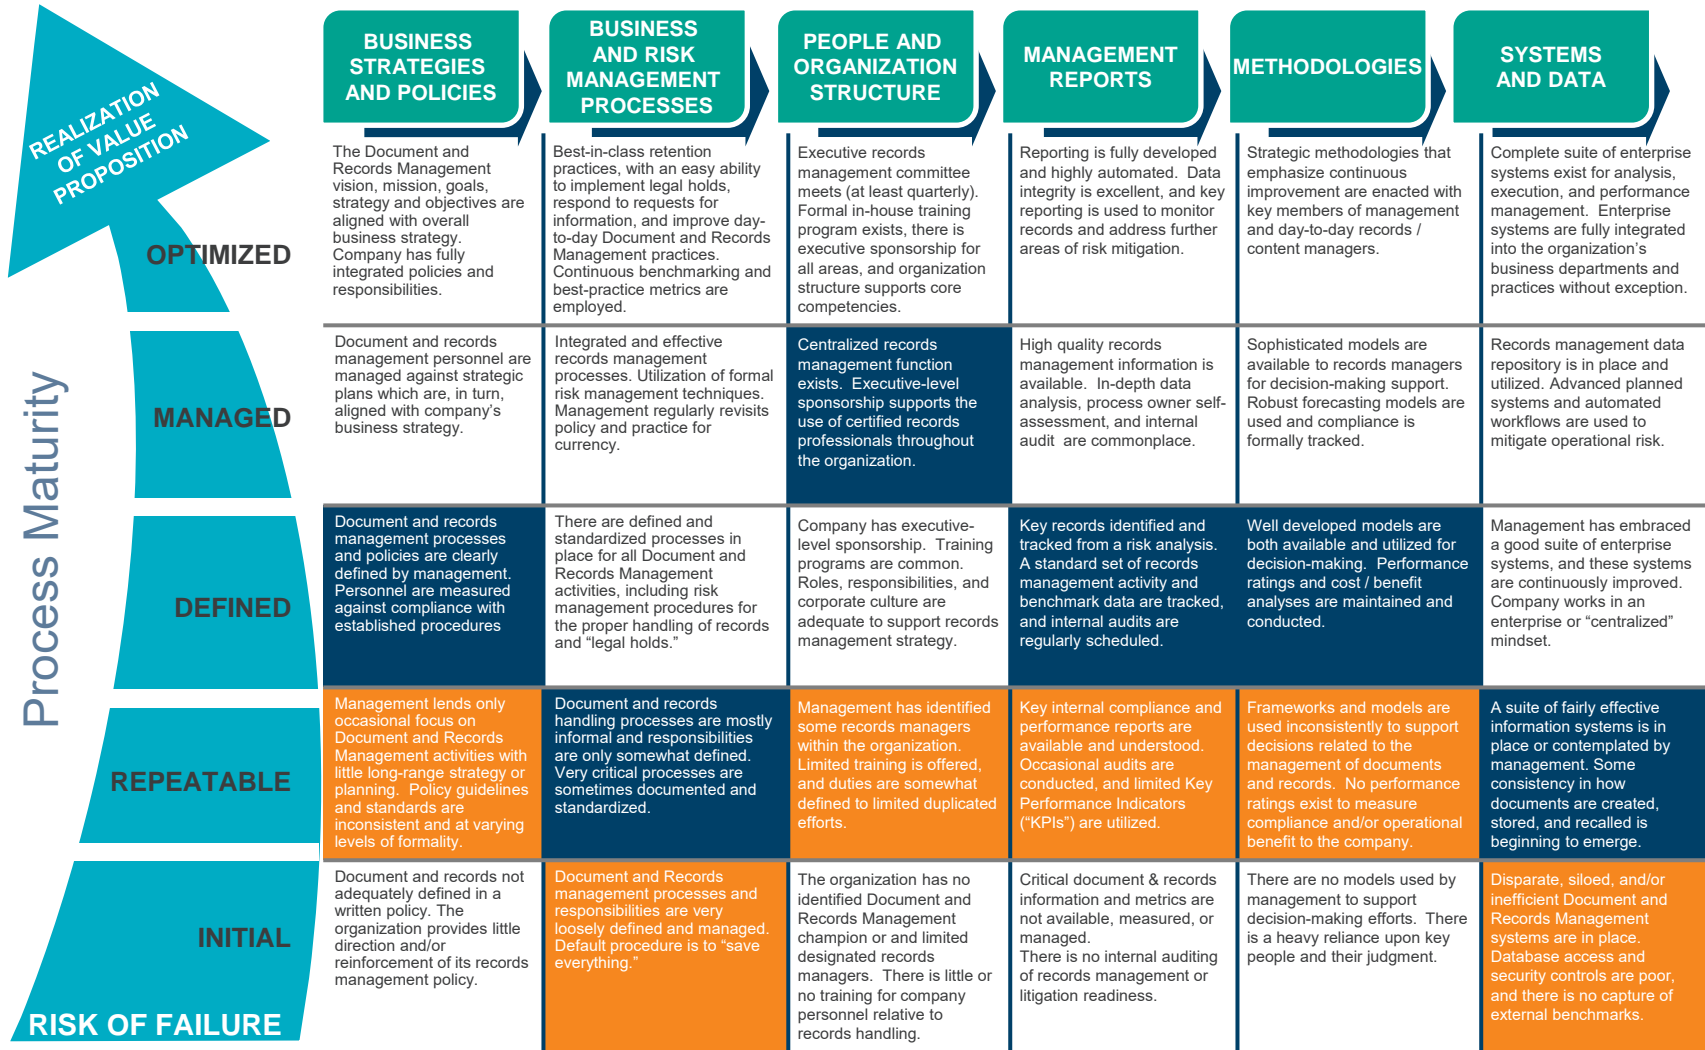 BUSINESS
STRATEGIES
AND POLICIES
BUSINESS
AND RISK
MANAGEMENT
PROCESSES
PEOPLE AND
ORGANIZATION
STRUCTURE
MANAGEMENT
REPORTS
METHODOLOGIES
SYSTEMS
AND DATA
REALIZATION
OF VALUE
PROPOSITION
Process Maturity
OPTIMIZED
The Document and
Records Management
vision, mission, goals,
strategy and objectives are
aligned with overall
business strategy.
Company has fully
integrated policies and
responsibilities.
Best-in-class retention
practices, with an easy ability
to implement legal holds,
respond to requests for
information, and improve day-
to-day Document and Records
Management practices.
Continuous benchmarking and
best-practice metrics are
employed.
Executive records
management committee
meets (at least quarterly).
Formal in-house training
program exists, there is
executive sponsorship for
all areas, and organization
structure supports core
competencies.
Reporting is fully developed
and highly automated.  Data
integrity is excellent, and key
reporting is used to monitor
records and address further
areas of risk mitigation.
Strategic methodologies that
emphasize continuous
improvement are enacted with
key members of management
and day-to-day records /
content managers.
Complete suite of enterprise
systems exist for analysis,
execution, and performance
management.  Enterprise
systems are fully integrated
into the organization’s
business departments and
practices without exception.
MANAGED
Document and records
management personnel are
managed against strategic
plans which are, in turn,
aligned with company’s
business strategy.
Integrated and effective
records management
processes. Utilization of formal
risk management techniques.
Management regularly revisits
policy and practice for
currency.
Centralized records
management function
exists.  Executive-level
sponsorship supports the
use of certified records
professionals throughout
the organization.
High quality records
management information is
available.  In-depth data
analysis, process owner self-
assessment, and internal
audit  are commonplace.
Sophisticated models are
available to records managers
for decision-making support.
Robust forecasting models are
used and compliance is
formally tracked.
Records management data
repository is in place and
utilized. Advanced planned
systems and automated
workflows are used to
mitigate operational risk.
DEFINED
Document and records
management processes
and policies are clearly
defined by management.
Personnel are measured
against compliance with
established procedures
There are defined and
standardized processes in
place for all Document and
Records Management
activities, including risk
management procedures for
the proper handling of records
and “legal holds.”
Company has executive-
level sponsorship.  Training
programs are common.
Roles, responsibilities, and
corporate culture are
adequate to support records
management strategy.
Key records identified and
tracked from a risk analysis.
A standard set of records
management activity and
benchmark data are tracked,
and internal audits are
regularly scheduled.
Well developed models are
both available and utilized for
decision-making.  Performance
ratings and cost / benefit
analyses are maintained and
conducted.
Management has embraced
a good suite of enterprise
systems, and these systems
are continuously improved.
Company works in an
enterprise or “centralized”
mindset.
REPEATABLE
Management lends only
occasional focus on
Document and Records
Management activities with
little long-range strategy or
planning.  Policy guidelines
and standards are
inconsistent and at varying
levels of formality.
Document and records
handling processes are mostly
informal and responsibilities
are only somewhat defined.
Very critical processes are
sometimes documented and
standardized.
Management has identified
some records managers
within the organization.
Limited training is offered,
and duties are somewhat
defined to limited duplicated
efforts.
Key internal compliance and
performance reports are
available and understood.
Occasional audits are
conducted, and limited Key
Performance Indicators
(“KPIs”) are utilized.
Frameworks and models are
used inconsistently to support
decisions related to the
management of documents
and records.  No performance
ratings exist to measure
compliance and/or operational
benefit to the company.
A suite of fairly effective
information systems is in
place or contemplated by
management. Some
consistency in how
documents are created,
stored, and recalled is
beginning to emerge.
INITIAL
Document and records not
adequately defined in a
written policy. The
organization provides little
direction and/or
reinforcement of its records
management policy.
Document and Records
management processes and
responsibilities are very
loosely defined and managed.
Default procedure is to “save
everything.”
The organization has no
identified Document and
Records Management
champion or and limited
designated records
managers.  There is little or
no training for company
personnel relative to
records handling.
Critical document & records
information and metrics are
not available, measured, or
managed.
There is no internal auditing
of records management or
litigation readiness.
There are no models used by
management to support
decision-making efforts.  There
is a heavy reliance upon key
people and their judgment.
Disparate, siloed, and/or
inefficient Document and
Records Management
systems are in place.
Database access and
security controls are poor,
and there is no capture of
external benchmarks.
RISK OF FAILURE